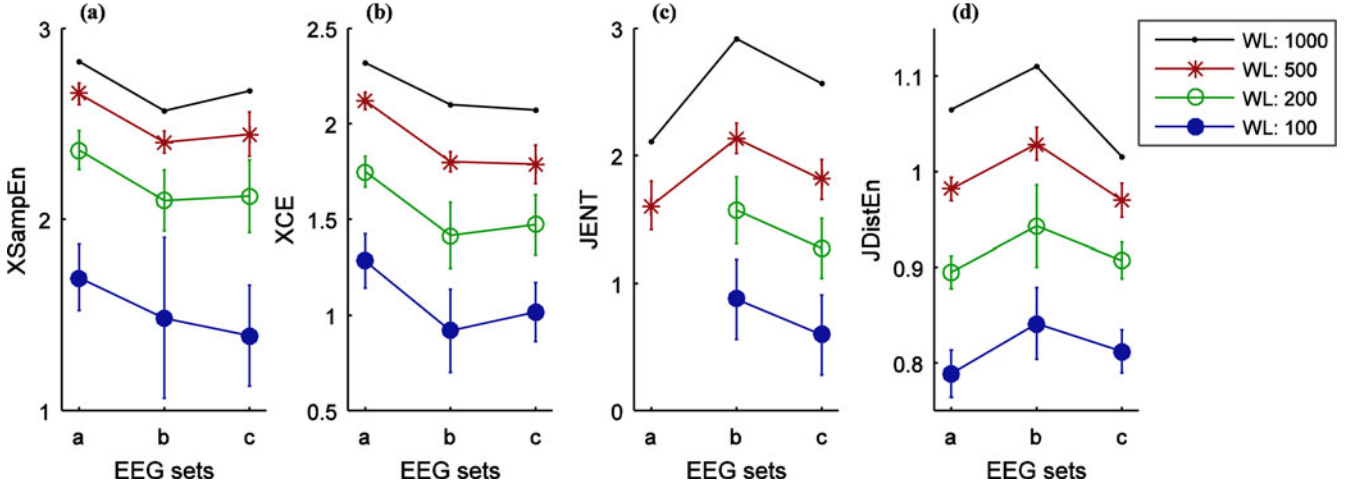 (a)
3
2
1
XSampEn
a b c
EEG sets
(b)
2.5
2
1.5
1
0.5
XCE
a b c
EEG sets
(c)
3
2
1
0
JENT
a b c
EEG sets
(d)
1.1
1
0.9
0.8
JDistEn
a b c
EEG sets
WL: 1000
WL: 500
WL: 200
WL: 100